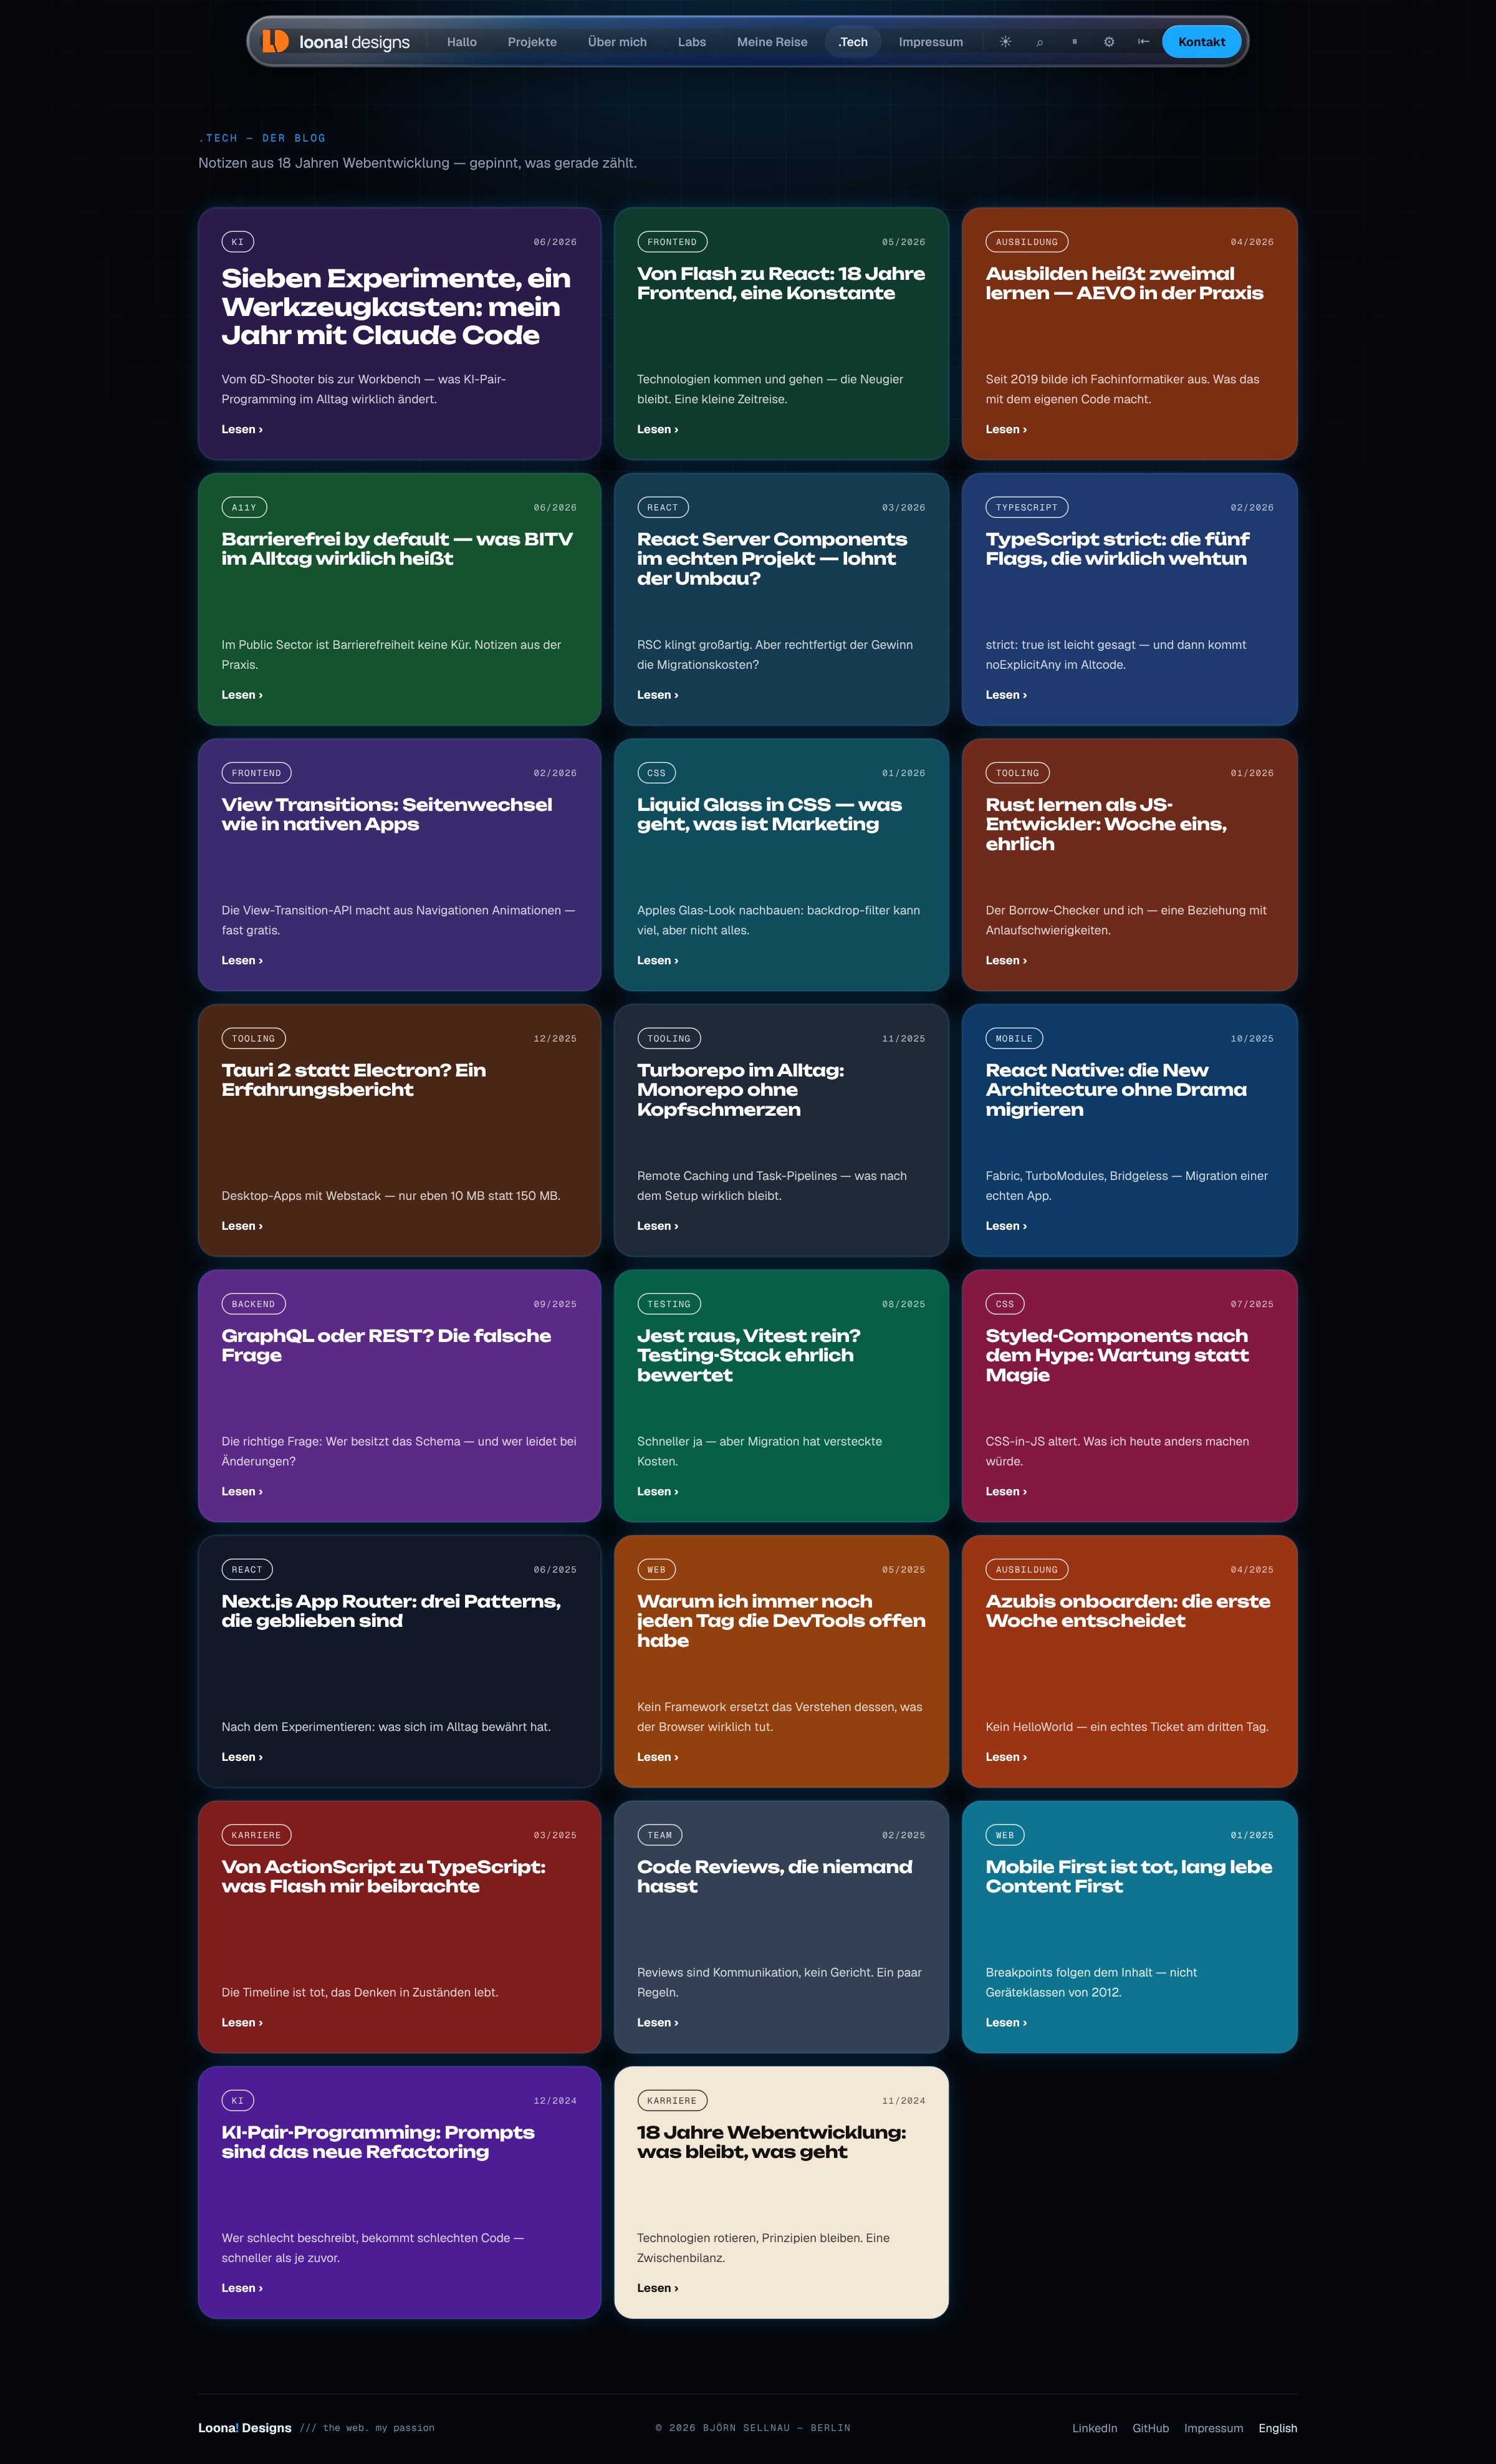 loona! designs
Hallo
Projekte
Über mich
Labs
Meine Reise
.Tech
Impressum
Kontakt
.TECH — DER BLOG
Notizen aus 18 Jahren Webentwicklung — gepinnt, was gerade zählt.
KI
06/2026
Sieben Experimente, ein
Werkzeugkasten: mein
Jahr mit Claude Code
Vom 6D-Shooter bis zur Workbench — was KI-Pair-
Programming im Alltag wirklich ändert.
Lesen ›
FRONTEND
05/2026
Von Flash zu React: 18 Jahre
Frontend, eine Konstante
Technologien kommen und gehen — die Neugier
bleibt. Eine kleine Zeitreise.
Lesen ›
AUSBILDUNG
04/2026
Ausbilden heißt zweimal
lernen — AEVO in der Praxis
Seit 2019 bilde ich Fachinformatiker aus. Was das
mit dem eigenen Code macht.
Lesen ›
A11Y
06/2026
Barrierefrei by default — was BITV
im Alltag wirklich heißt
Im Public Sector ist Barrierefreiheit keine Kür. Notizen aus der
Praxis.
Lesen ›
REACT
03/2026
React Server Components
im echten Projekt — lohnt
der Umbau?
RSC klingt großartig. Aber rechtfertigt der Gewinn
die Migrationskosten?
Lesen ›
TYPESCRIPT
02/2026
TypeScript strict: die fünf
Flags, die wirklich wehtun
strict: true ist leicht gesagt — und dann kommt
noExplicitAny im Altcode.
Lesen ›
FRONTEND
02/2026
View Transitions: Seitenwechsel
wie in nativen Apps
Die View-Transition-API macht aus Navigationen Animationen —
fast gratis.
Lesen ›
CSS
01/2026
Liquid Glass in CSS — was
geht, was ist Marketing
Apples Glas-Look nachbauen: backdrop-filter kann
viel, aber nicht alles.
Lesen ›
TOOLING
01/2026
Rust lernen als JS-
Entwickler: Woche eins,
ehrlich
Der Borrow-Checker und ich — eine Beziehung mit
Anlaufschwierigkeiten.
Lesen ›
TOOLING
12/2025
Tauri 2 statt Electron? Ein
Erfahrungsbericht
Desktop-Apps mit Webstack — nur eben 10 MB statt 150 MB.
Lesen ›
TOOLING
11/2025
Turborepo im Alltag:
Monorepo ohne
Kopfschmerzen
Remote Caching und Task-Pipelines — was nach
dem Setup wirklich bleibt.
Lesen ›
MOBILE
10/2025
React Native: die New
Architecture ohne Drama
migrieren
Fabric, TurboModules, Bridgeless — Migration einer
echten App.
Lesen ›
BACKEND
09/2025
GraphQL oder REST? Die falsche
Frage
Die richtige Frage: Wer besitzt das Schema — und wer leidet bei
Änderungen?
Lesen ›
TESTING
08/2025
Jest raus, Vitest rein?
Testing-Stack ehrlich
bewertet
Schneller ja — aber Migration hat versteckte
Kosten.
Lesen ›
CSS
07/2025
Styled-Components nach
dem Hype: Wartung statt
Magie
CSS-in-JS altert. Was ich heute anders machen
würde.
Lesen ›
REACT
06/2025
Next.js App Router: drei Patterns,
die geblieben sind
Nach dem Experimentieren: was sich im Alltag bewährt hat.
Lesen ›
WEB
05/2025
Warum ich immer noch
jeden Tag die DevTools offen
habe
Kein Framework ersetzt das Verstehen dessen, was
der Browser wirklich tut.
Lesen ›
AUSBILDUNG
04/2025
Azubis onboarden: die erste
Woche entscheidet
Kein HelloWorld — ein echtes Ticket am dritten Tag.
Lesen ›
KARRIERE
03/2025
Von ActionScript zu TypeScript:
was Flash mir beibrachte
Die Timeline ist tot, das Denken in Zuständen lebt.
Lesen ›
TEAM
02/2025
Code Reviews, die niemand
hasst
Reviews sind Kommunikation, kein Gericht. Ein paar
Regeln.
Lesen ›
WEB
01/2025
Mobile First ist tot, lang lebe
Content First
Breakpoints folgen dem Inhalt — nicht
Geräteklassen von 2012.
Lesen ›
KI
12/2024
KI-Pair-Programming: Prompts
sind das neue Refactoring
Wer schlecht beschreibt, bekommt schlechten Code —
schneller als je zuvor.
Lesen ›
KARRIERE
11/2024
18 Jahre Webentwicklung:
was bleibt, was geht
Technologien rotieren, Prinzipien bleiben. Eine
Zwischenbilanz.
Lesen ›
Loona! Designs /// the web. my passion
© 2026 BJÖRN SELLNAU — BERLIN
LinkedIn
GitHub
Impressum
English